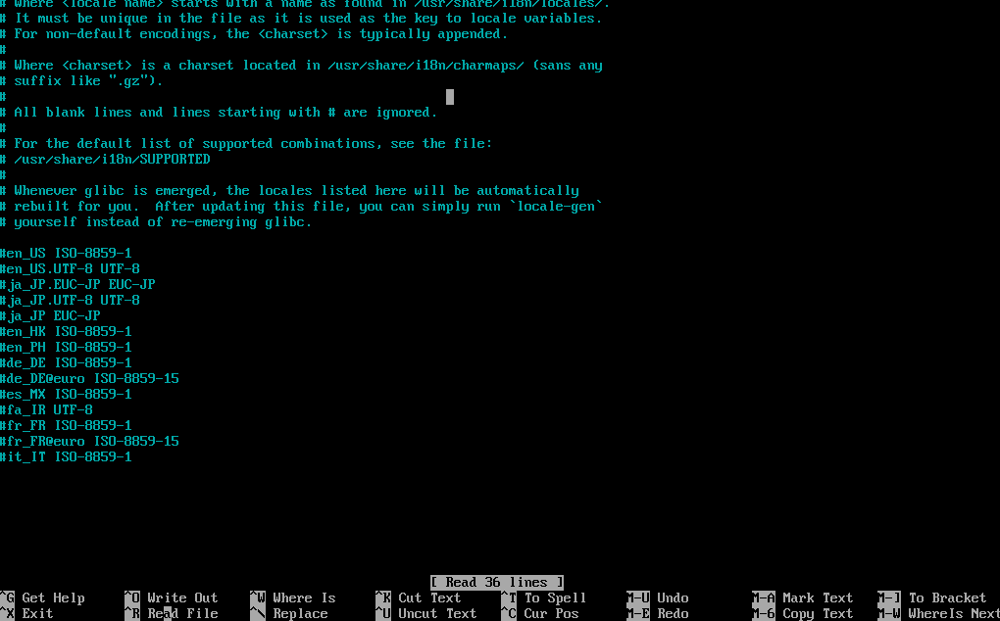 # Where <locale name> starts with a name as found in /usr/share/i18n/locales/.
# It must be unique in the file as it is used as the key to locale variables.
# For non-default encodings, the <charset> is typically appended.
#
# Where <charset> is a charset located in /usr/share/i18n/charmaps/ (sans any
# suffix like ".gz").
#
# All blank lines and lines starting with # are ignored.
#
# For the default list of supported combinations, see the file:
# /usr/share/i18n/SUPPORTED
#
# Whenever glibc is emerged, the locales listed here will be automatically
# rebuilt for you.  After updating this file, you can simply run `locale-gen`
# yourself instead of re-emerging glibc.
#en_US ISO-8859-1
#en_US.UTF-8 UTF-8
#ja_JP.EUC-JP EUC-JP
#ja_JP.UTF-8 UTF-8
#ja_JP EUC-JP
#en_HK ISO-8859-1
#en_PH ISO-8859-1
#de_DE ISO-8859-1
#de_DE@euro ISO-8859-15
#es_MX ISO-8859-1
#fa_IR UTF-8
#fr_FR ISO-8859-1
#fr_FR@euro ISO-8859-15
#it_IT ISO-8859-1
[ Read 36 lines ]
^G Get Help ^O Write Out ^W Where Is ^K Cut Text ^T To Spell M-U Undo M-A Mark Text M-] To Bracket
^X Exit ^R Read File ^\ Replace ^U Uncut Text ^C Cur Pos M-E Redo M-6 Copy Text M-W WhereIs Next